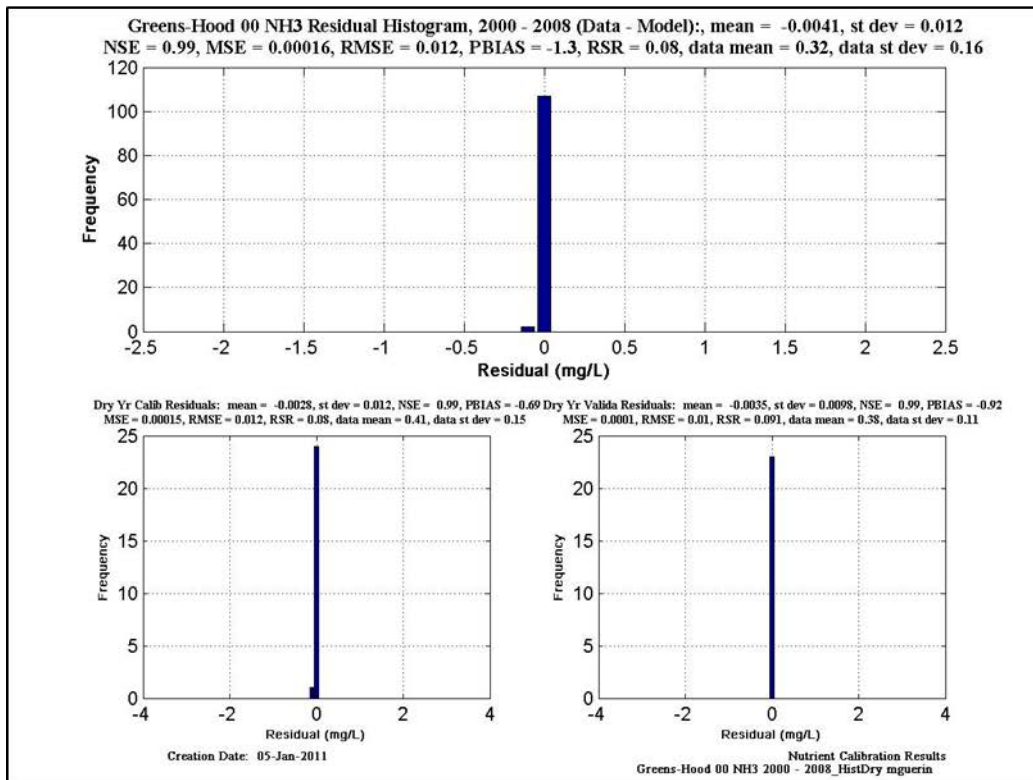 Greens-Hood 00 NH3 Residual Histogram, 2000 - 2008 (Data - Model):, mean = -0.0041, st dev = 0.012
NSE = 0.99, MSE = 0.00016, RMSE = 0.012, PBIAS = -1.3, RSR = 0.08, data mean = 0.32, data st dev = 0.16
120
100
80
60
40
20
0
Frequency
-2.5 -2 -1.5 -1 -0.5 0 0.5 1 1.5 2 2.5
Residual (mg/L)
Dry Yr Calib Residuals: mean = -0.0028, st dev = 0.012, NSE = 0.99, PBIAS = -0.69
MSE = 0.00015, RMSE = 0.012, RSR = 0.08, data mean = 0.41, data st dev = 0.15
25
20
15
10
5
0
Frequency
-4 -2 0 2 4
Residual (mg/L)
Dry Yr Valida Residuals: mean = -0.0035, st dev = 0.0098, NSE = 0.99, PBIAS = -0.92
MSE = 0.0001, RMSE = 0.01, RSR = 0.091, data mean = 0.38, data st dev = 0.11
25
20
15
10
5
0
Frequency
-4 -2 0 2 4
Residual (mg/L)
Creation Date: 05-Jan-2011
Nutrient Calibration Results
Greens-Hood 00 NH3 2000 - 2008_HistDry mguerin